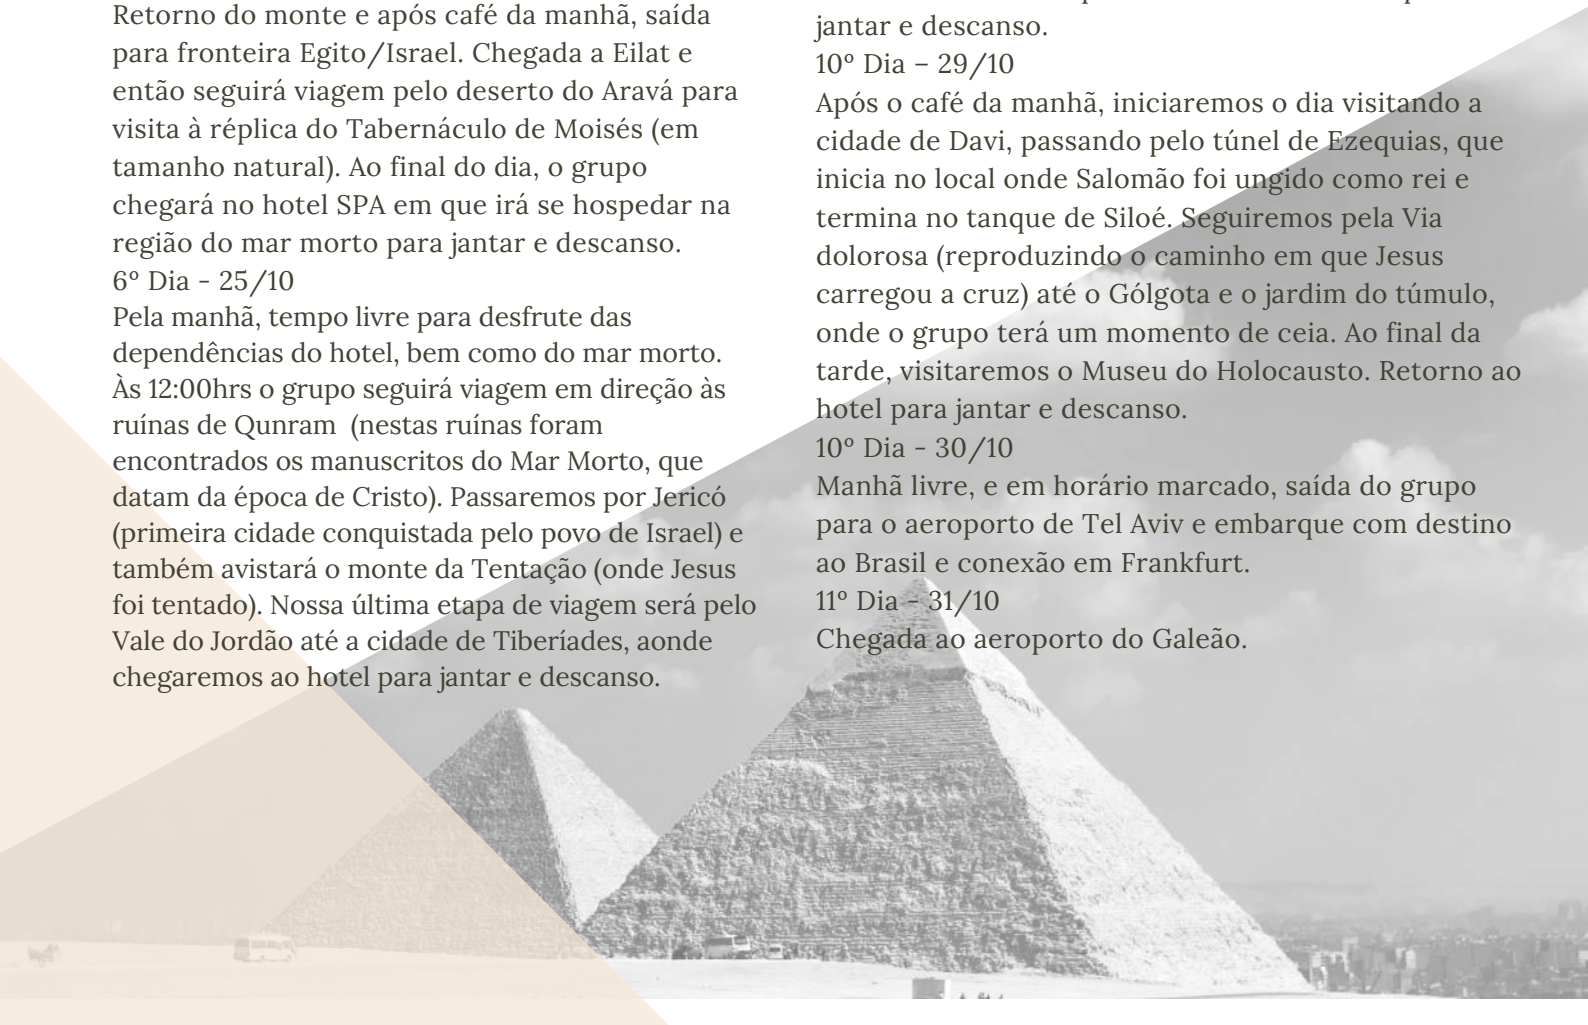 Retorno do monte e após café da manhã, saída
para fronteira Egito/Israel. Chegada a Eilat e
então seguirá viagem pelo deserto do Aravá para
visita à réplica do Tabernáculo de Moisés (em
tamanho natural). Ao final do dia, o grupo
chegará no hotel SPA em que irá se hospedar na
região do mar morto para jantar e descanso.
6º Dia - 25/10
Pela manhã, tempo livre para desfrute das
dependências do hotel, bem como do mar morto.
Às 12:00hrs o grupo seguirá viagem em direção às
ruínas de Qunram (nestas ruínas foram
encontrados os manuscritos do Mar Morto, que
datam da época de Cristo). Passaremos por Jericó
(primeira cidade conquistada pelo povo de Israel) e
também avistará o monte da Tentação (onde Jesus
foi tentado). Nossa última etapa de viagem será pelo
Vale do Jordão até a cidade de Tiberíades, aonde
chegaremos ao hotel para jantar e descanso.
jantar e descanso.
10º Dia – 29/10
Após o café da manhã, iniciaremos o dia visitando a
cidade de Davi, passando pelo túnel de Ezequias, que
inicia no local onde Salomão foi ungido como rei e
termina no tanque de Siloé. Seguiremos pela Via
dolorosa (reproduzindo o caminho em que Jesus
carregou a cruz) até o Gólgota e o jardim do túmulo,
onde o grupo terá um momento de ceia. Ao final da
tarde, visitaremos o Museu do Holocausto. Retorno ao
hotel para jantar e descanso.
10º Dia - 30/10
Manhã livre, e em horário marcado, saída do grupo
para o aeroporto de Tel Aviv e embarque com destino
ao Brasil e conexão em Frankfurt.
11º Dia - 31/10
Chegada ao aeroporto do Galeão.